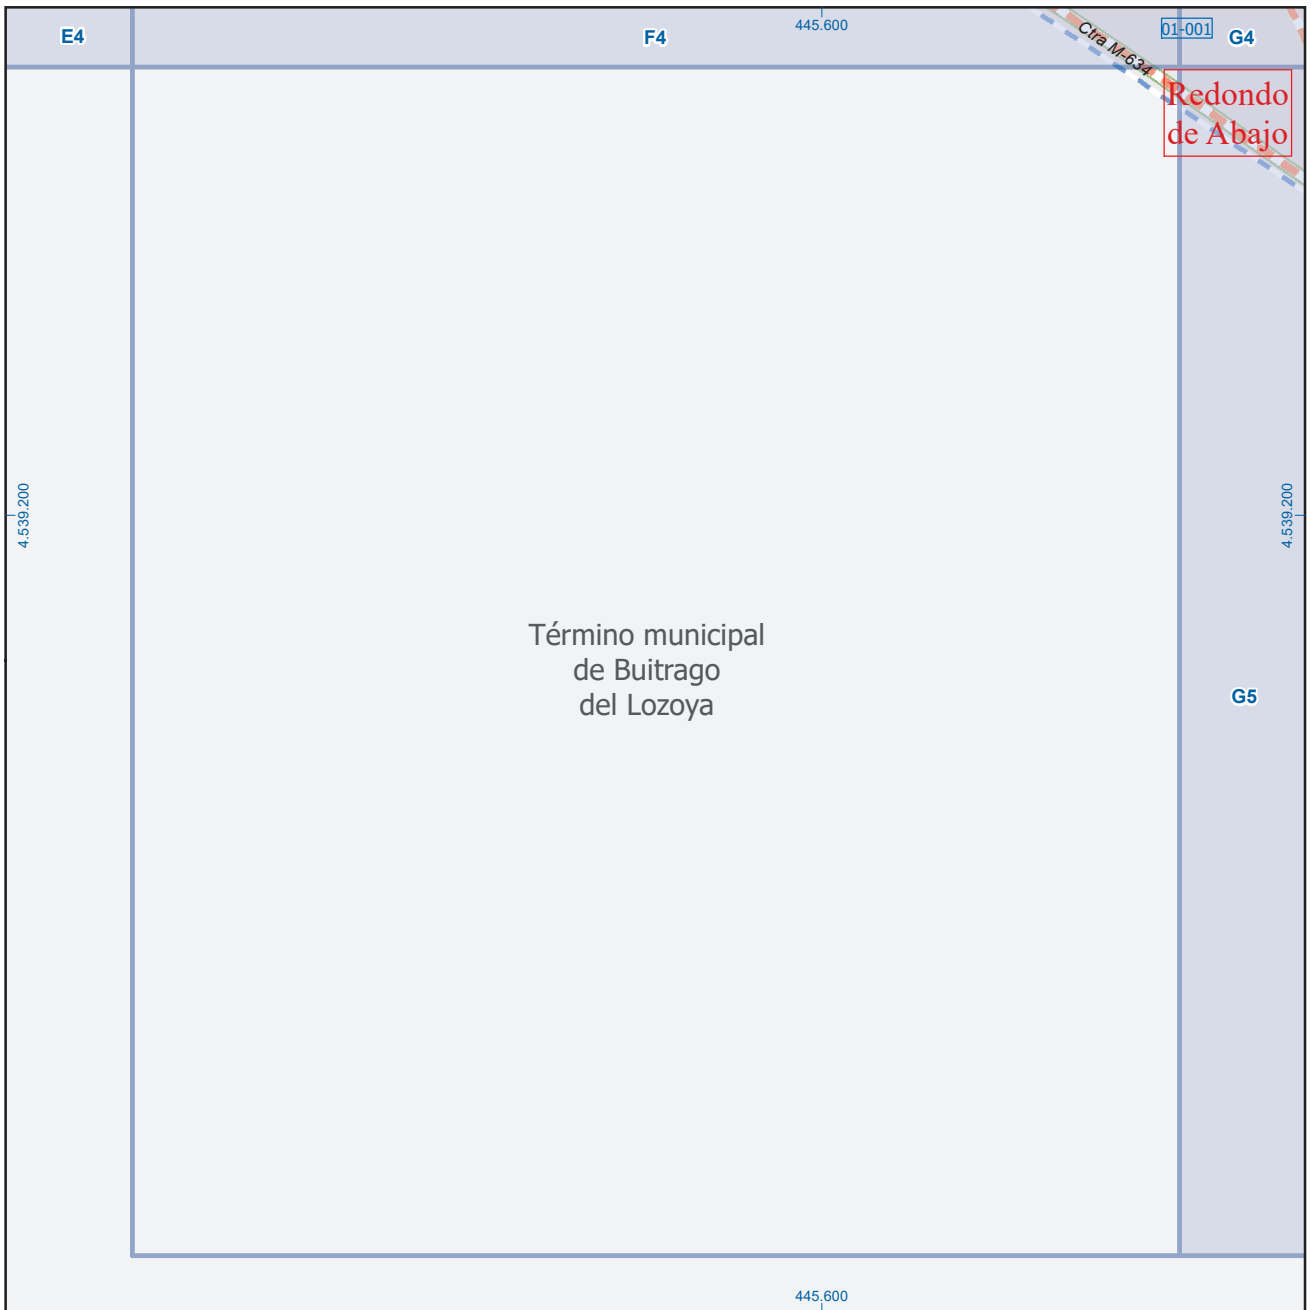 E4
F4
445.600
Ctra M-634
01-001
G4
Redondo
de Abajo
4.539.200
4.539.200
Término municipal
de Buitrago
del Lozoya
G5
445.600